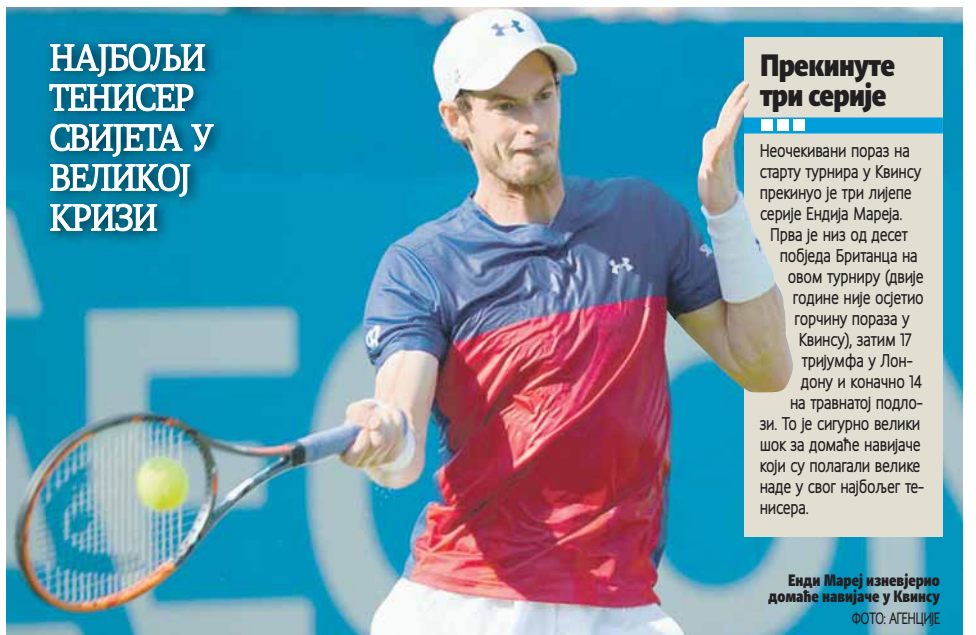 НАЈБОЉИ
ТЕНИСЕР
СВИЈЕТА У
ВЕЛИКОЈ
КРИЗИ
Прекинуте
три серије
Неочекивани пораз на
старту турнира у Квинсу
прекинуо је три лијепе
серије Ендија Мареја.
Прва је низ од десет
побједа Британца на
овом турниру (двије
године није осјетио
горчину пораза у
Квинсу), затим 17
тријумфа у Лон-
дону и коначно 14
на травнатој подло-
зи. То је сигурно велики
шок за домаће навијаче
који су полагали велике
наде у свог најбољег те-
нисера.
Енди Мареј изневјерио
домаће навијаче у Квинсу
ФОТО: АГЕНЦИЈЕ